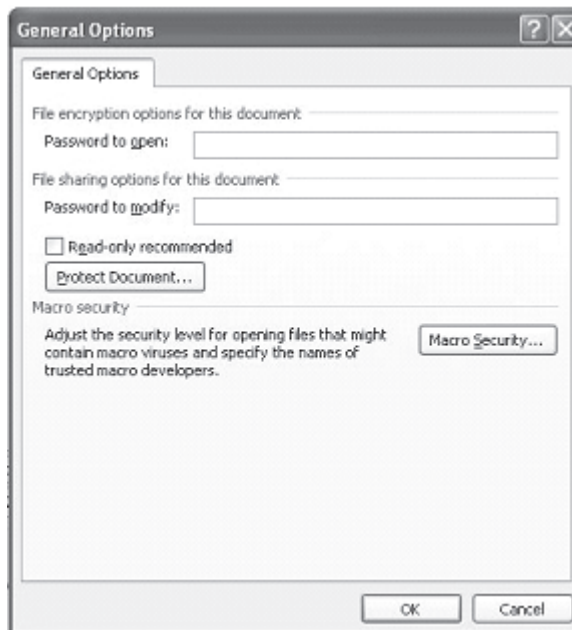 General Options
General Options
File encryption options for this document
Password to open:
File sharing options for this document
Password to modify:
Read-only recommended
Protect Document...
Macro security
Adjust the security level for opening files that might
contain macro viruses and specify the names of
trusted macro developers.
Macro Security...
OK
Cancel